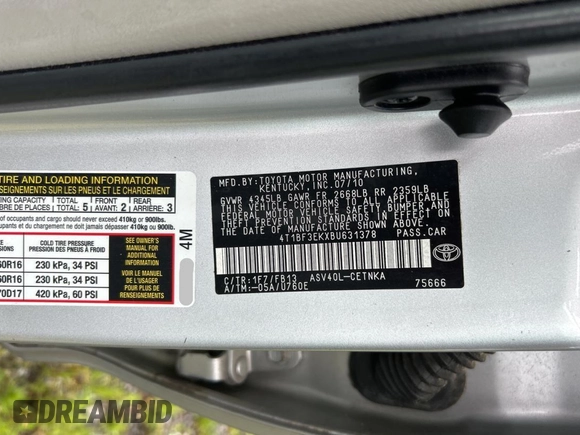 TIRE AND LOADING INFORMATION
RENSEIGNEMENTS SUR LES PNEUS ET LE CHARGEMENT
SEATING CAPACITY TOTAL 5 FRONT 2 REAR 3
NOMBRE DE PLACES TOTAL AVANT ARRIÈRE
and cargo should never exceed 410kg or 900lbs.
ne doit jamais dépasser 410kg ou 900lb.
COLD TIRE PRESSURE
PRESSION DES PNEUS À FROID
60R16 230 kPa, 34 PSI
60R16 230 kPa, 34 PSI
70D17 420 kPa, 60 PSI
SEE OWNER'S
MANUAL FOR
ADDITIONAL
INFORMATION
VOIR LE MANUEL
DE L'USAGER
POUR PLUS DE
RENSEIGNEMENTS
4M
MFD. BY:TOYOTA MOTOR MANUFACTURING,
KENTUCKY, INC. 07/10
GVWR 4345LB GAWR FR 2668LB RR 2359LB
THIS VEHICLE CONFORMS TO ALL APPLICABLE
FEDERAL MOTOR VEHICLE SAFETY, BUMPER, AND
THEFT PREVENTION STANDARDS IN EFFECT ON
THE DATE OF MANUFACTURE SHOWN ABOVE.
4T1BF3EKXBU631378 PASS.CAR
C/TR:1F7/FB13 ASV40L-CETNKA
A/TM:-05A/U760E 75666
TOYOTA
DREAMBID